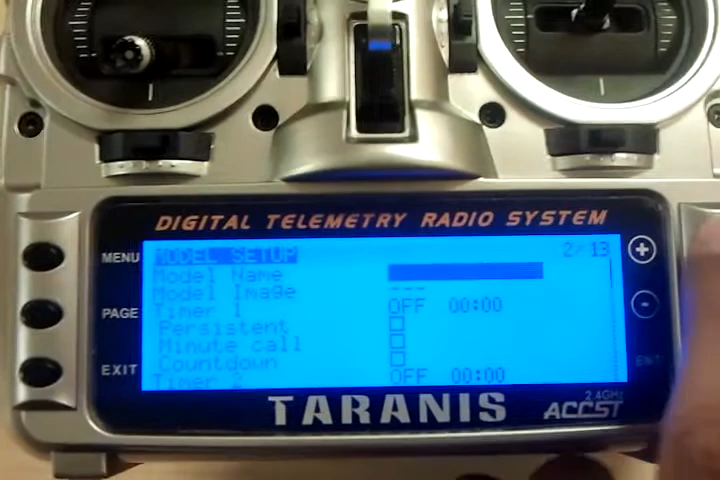 DIGITAL TELEMETRY RADIO SYSTEM
MODEL SETUP 2/13
Model Name
Model Image ---
Timer 1 OFF 00:00
Persistent
Minute call
Countdown
Timer 2 OFF 00:00
MENU
PAGE
EXIT
+
-
ENT
TARANIS
2.4GHz
ACCST